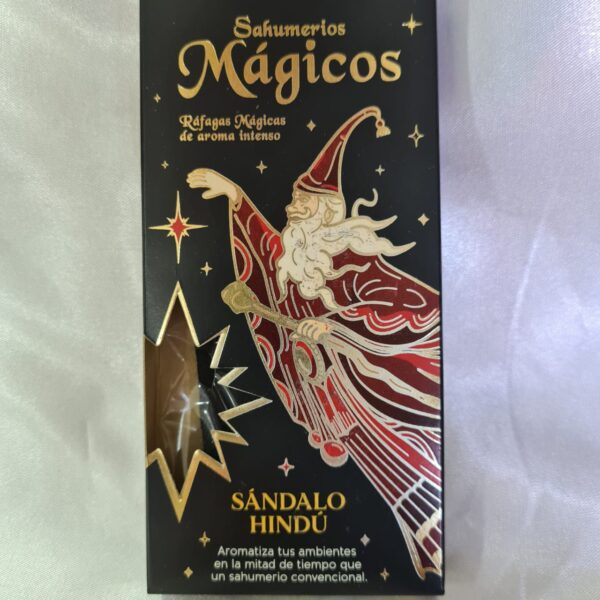 Sahumerios
Mágicos
Ráfagas Mágicas
de aroma intenso
SÁNDALO
HINDÚ
Aromatiza tus ambientes
en la mitad de tiempo que
un sahumerio convencional.